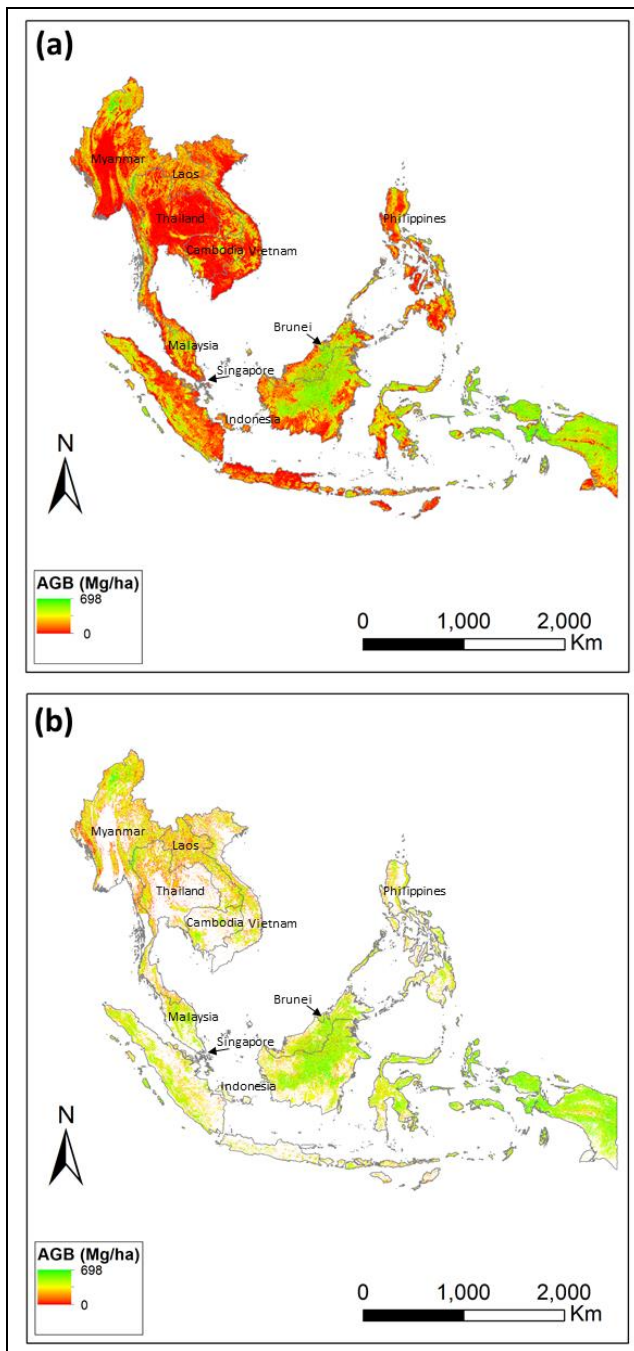 (a)
Myanmar
Laos
Thailand
Cambodia Vietnam
Philippines
Brunei
Malaysia
Singapore
Indonesia
N
AGB (Mg/ha)
698
0
0 1,000 2,000
Km
(b)
Myanmar
Laos
Thailand
Cambodia Vietnam
Philippines
Brunei
Malaysia
Singapore
Indonesia
N
AGB (Mg/ha)
698
0
0 1,000 2,000
Km